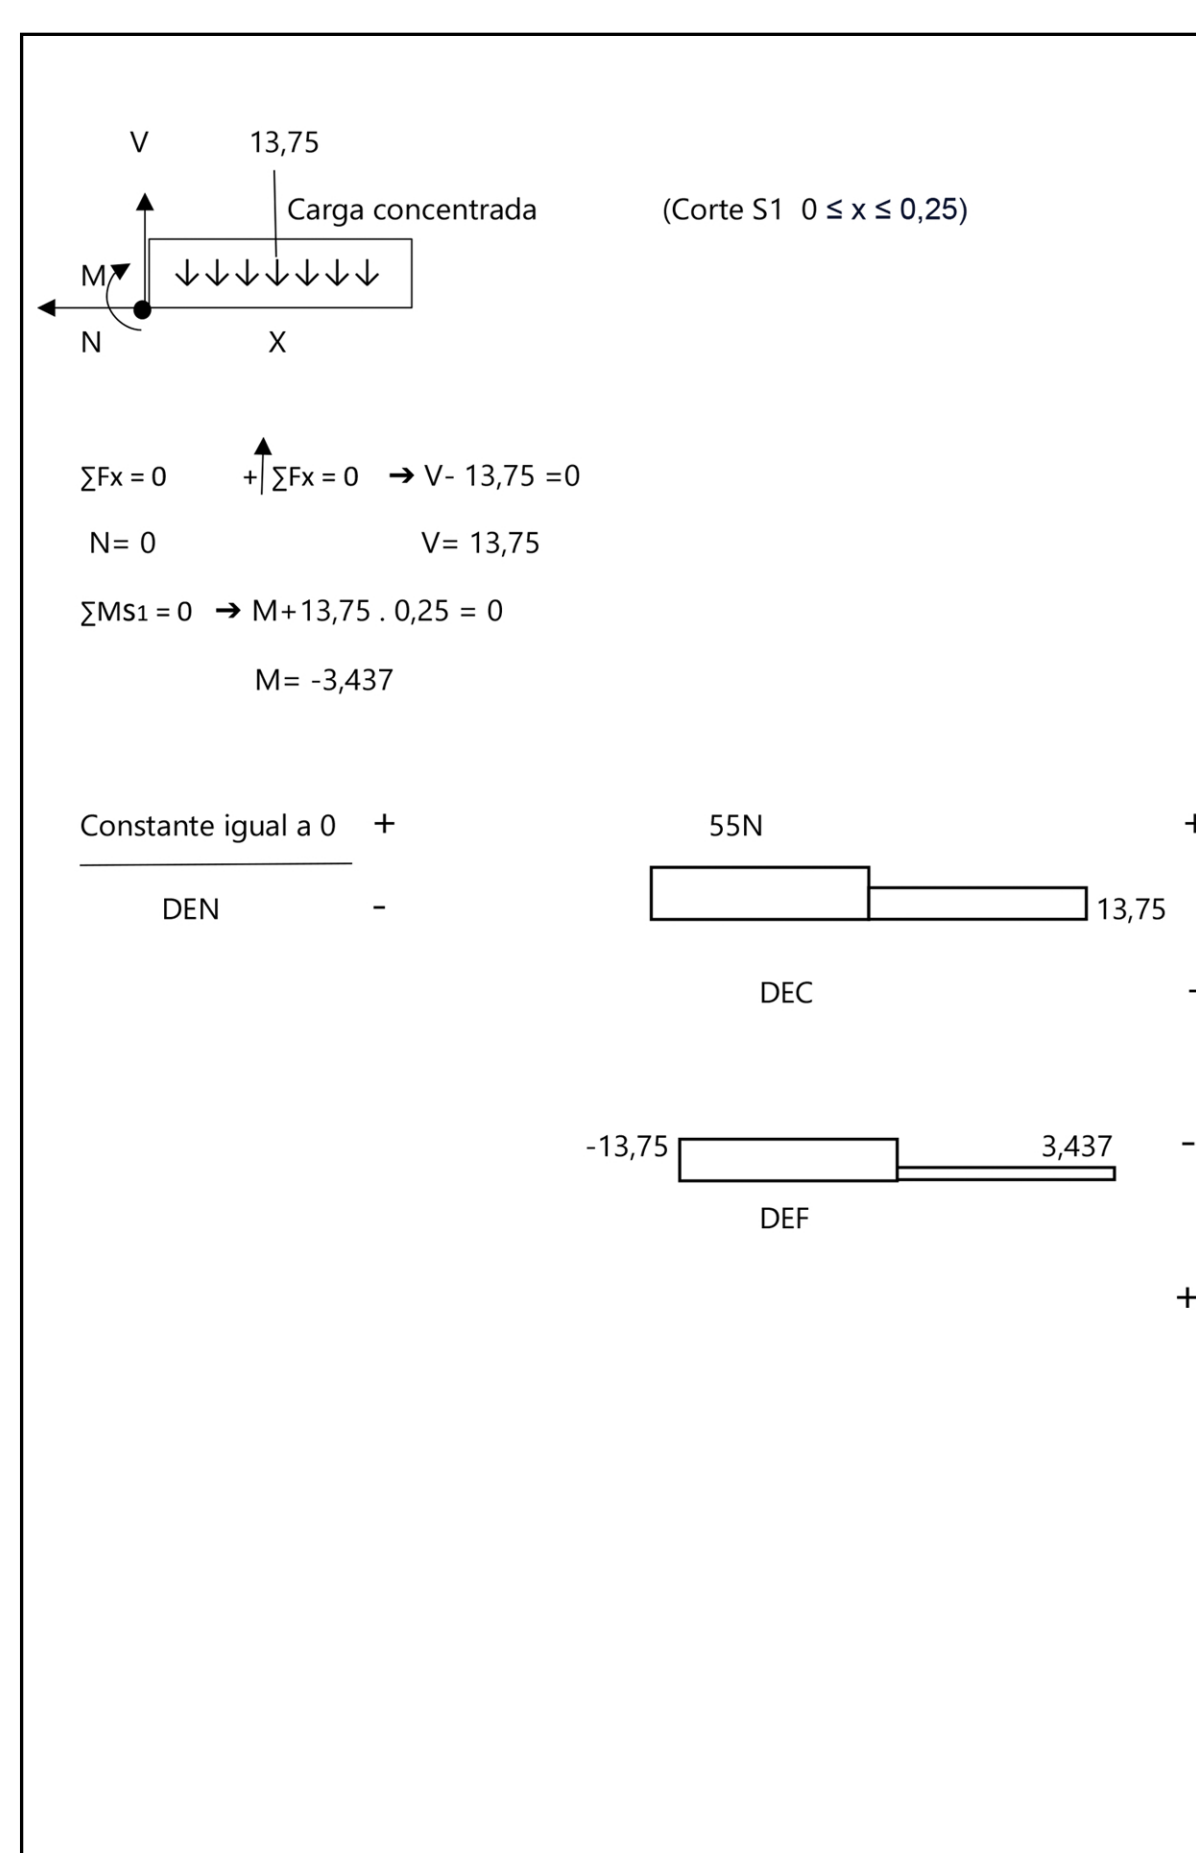 V 13,75
Carga concentrada (Corte S1 0 ≤ x ≤ 0,25)
M
N X
∑Fx = 0 + ∑Fx = 0 ➔ V- 13,75 =0
N= 0 V= 13,75
∑MS1 = 0 ➔ M+13,75 . 0,25 = 0
M= -3,437
Constante igual a 0 + 55N +
DEN - 13,75
DEC -
-13,75 3,437 -
DEF
+